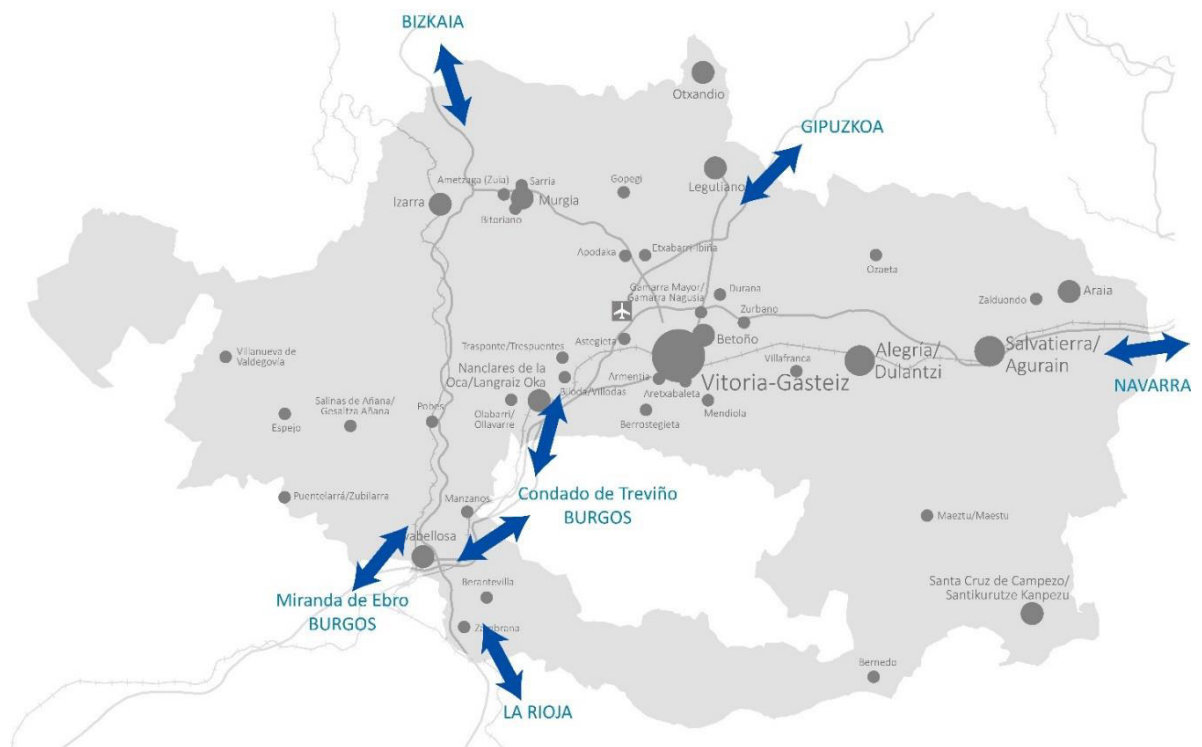 BIZKAIA
Otxandio
GIPUZKOA
Ametzaga (Zuia)
Sarria
Gopegi
Legutiano
Izarra
Murgia
Bitoriano
Apodaka
Etxabarri-Ibiña
Ozaeta
Gamarra Mayor/
Gamarra Nagusia
Durana
Zalduondo
Araia
Zurbano
Astegieta
Betoño
Trasponte/Trespuentes
Villanueva de
Valdegovía
Alegría/
Dulantzi
Salvatierra/
Agurain
Nanclares de la
Oca/Langraiz Oka
Armentia
Villafranca
Vitoria-Gasteiz
NAVARRA
Aretxabaleta
Salinas de Añana/
Gesaltza Añana
Pobes
Olabarri/
Ollavarre
Mendiola
Berrostegieta
Espejo
Puentelarrá/Zubilarra
Manzanos
Condado de Treviño
BURGOS
Maeztu/Maestu
Santa Cruz de Campezo/
Santikurutze Kanpezu
Berantevilla
Miranda de Ebro
BURGOS
Zambrana
Bernedo
LA RIOJA